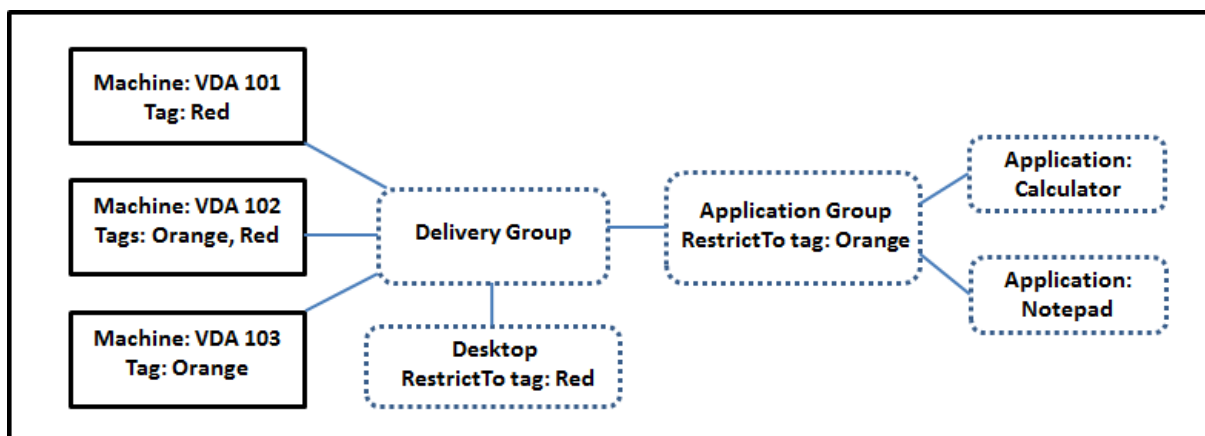 Machine: VDA 101
Tag: Red
Machine: VDA 102
Tags: Orange, Red
Machine: VDA 103
Tag: Orange
Delivery Group
Desktop
RestrictTo tag: Red
Application Group
RestrictTo tag: Orange
Application:
Calculator
Application:
Notepad